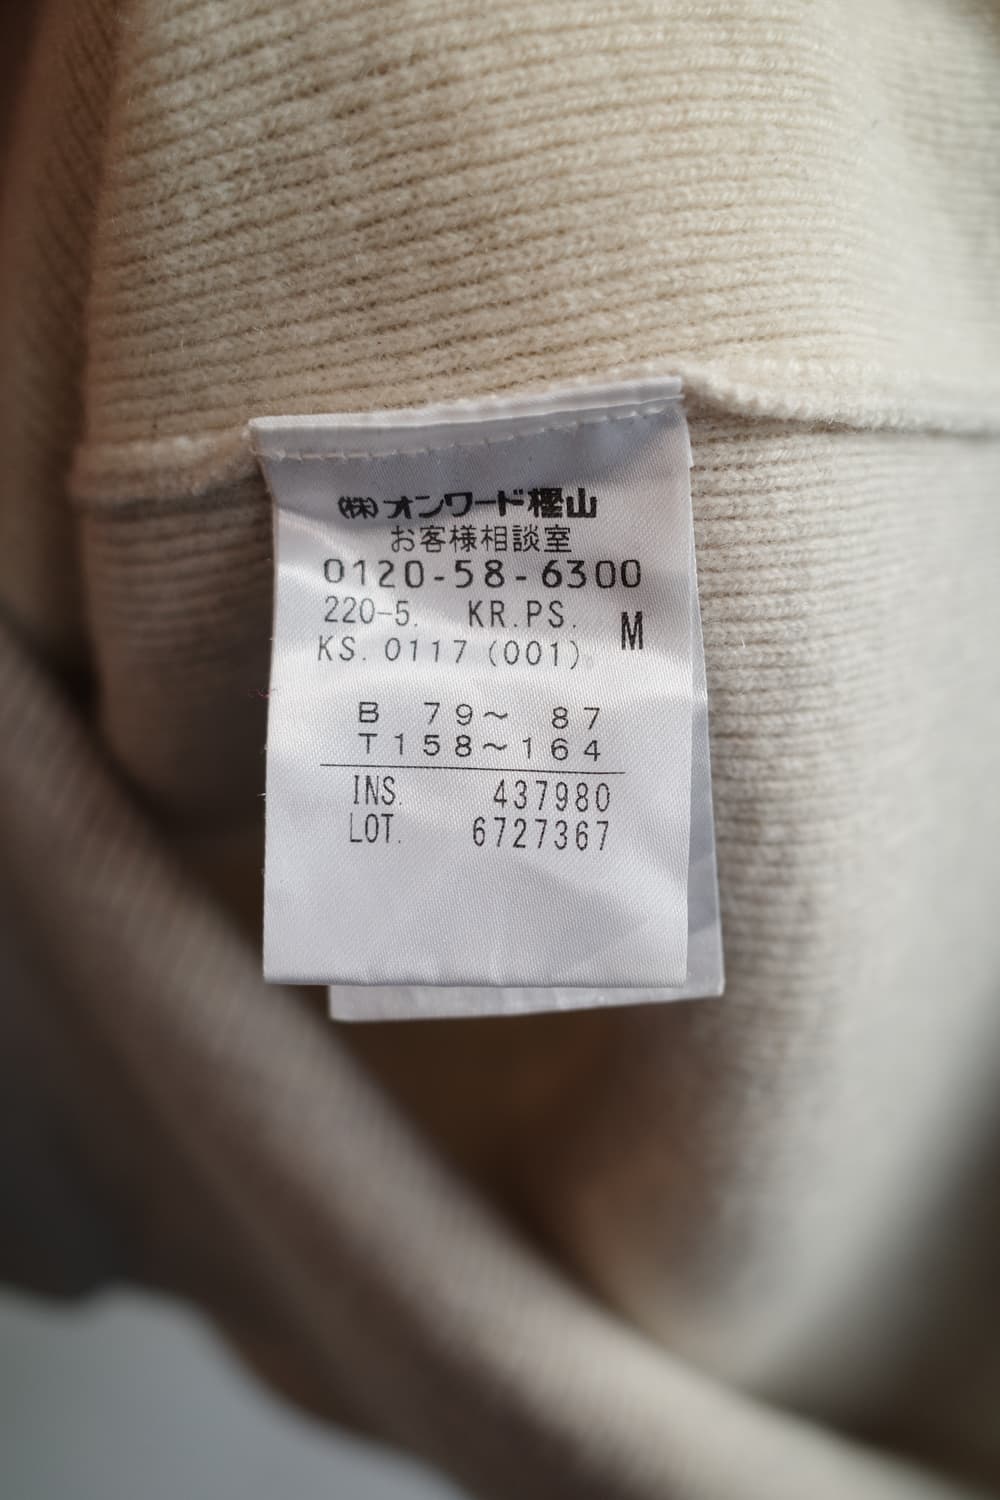 ㈱オンワード樫山
お客様相談室
0120-58-6300
220-5. KR.PS.
M
KS. 0117 (001)
B 79～ 87
T158～164
INS. 437980
LOT. 6727367